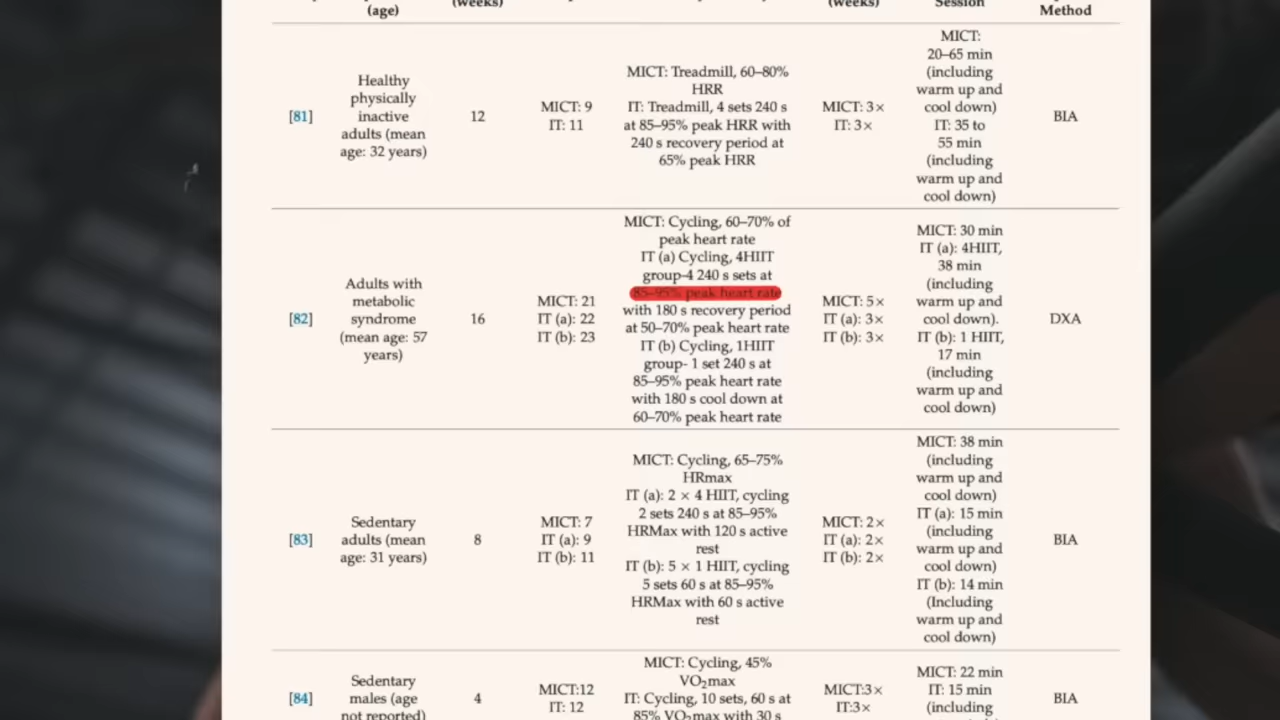 (age)
(weeks)
(weeks)
Session
Method
[81]
Healthy
physically
inactive
adults (mean
age: 32 years)
12
MICT: 9
IT: 11
MICT: Treadmill, 60–80%
HRR
IT: Treadmill, 4 sets 240 s
at 85–95% peak HRR with
240 s recovery period at
65% peak HRR
MICT: 3×
IT: 3×
MICT:
20–65 min
(including
warm up and
cool down)
IT: 35 to
55 min
(including
warm up and
cool down)
BIA
[82]
Adults with
metabolic
syndrome
(mean age: 57
years)
16
MICT: 21
IT (a): 22
IT (b): 23
MICT: Cycling, 60–70% of
peak heart rate
IT (a) Cycling, 4HIIT
group-4 240 s sets at
85–95% peak heart rate
with 180 s recovery period
at 50–70% peak heart rate
IT (b) Cycling, 1HIIT
group- 1 set 240 s at
85–95% peak heart rate
with 180 s cool down at
60–70% peak heart rate
MICT: 5×
IT (a): 3×
IT (b): 3×
MICT: 30 min
IT (a): 4HIIT,
38 min
(including
warm up and
cool down).
IT (b): 1 HIIT,
17 min
(including
warm up and
cool down)
DXA
[83]
Sedentary
adults (mean
age: 31 years)
8
MICT: 7
IT (a): 9
IT (b): 11
MICT: Cycling, 65–75%
HRmax
IT (a): 2 × 4 HIIT, cycling
2 sets 240 s at 85–95%
HRMax with 120 s active
rest
IT (b): 5 × 1 HIIT, cycling
5 sets 60 s at 85–95%
HRMax with 60 s active
rest
MICT: 2×
IT (a): 2×
IT (b): 2×
MICT: 38 min
(including
warm up and
cool down)
IT (a): 15 min
(including
warm up and
cool down)
IT (b): 14 min
(Including
warm up and
cool down)
BIA
[84]
Sedentary
males (age
not reported)
4
MICT:12
IT: 12
MICT: Cycling, 45%
VO₂max
IT: Cycling, 10 sets, 60 s at
85% VO₂max with 30 s
MICT:3×
IT:3×
MICT: 22 min
IT: 15 min
(including
BIA